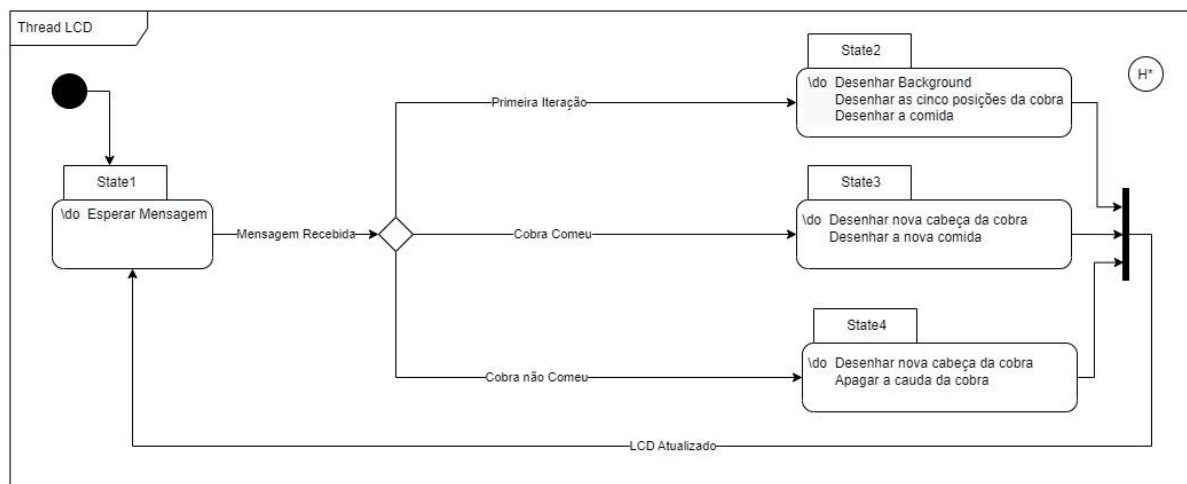 Thread LCD
State1
\do Esperar Mensagem
Mensagem Recebida
Primeira Iteração
Cobra Comeu
Cobra não Comeu
State2
\do Desenhar Background
Desenhar as cinco posições da cobra
Desenhar a comida
State3
\do Desenhar nova cabeça da cobra
Desenhar a nova comida
State4
\do Desenhar nova cabeça da cobra
Apagar a cauda da cobra
H*
LCD Atualizado